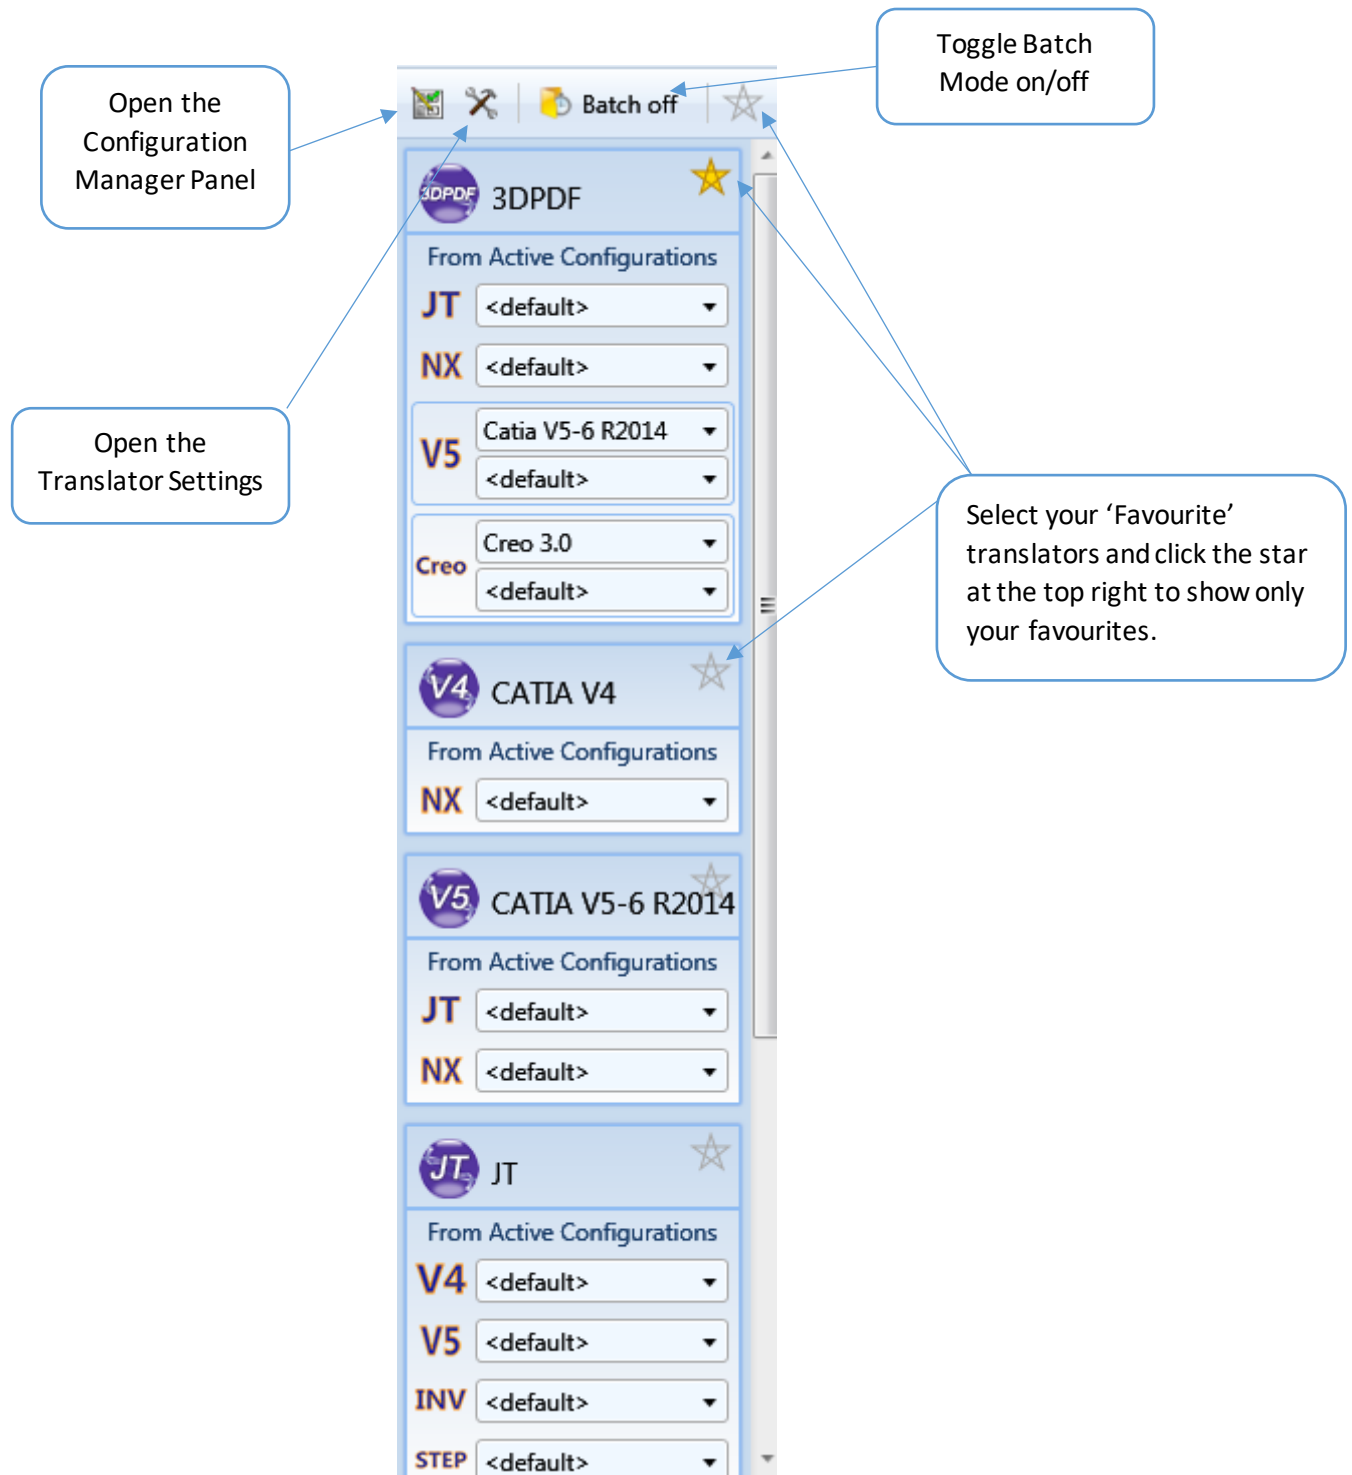 Toggle Batch
Mode on/off
Open the
Configuration
Manager Panel
Batch off
3DPDF
3DPDF
From Active Configurations
JT <default>
NX <default>
V5 Catia V5-6 R2014
<default>
Creo Creo 3.0
<default>
Open the
Translator Settings
Select your ‘Favourite’
translators and click the star
at the top right to show only
your favourites.
V4
CATIA V4
From Active Configurations
NX <default>
V5
CATIA V5-6 R2014
From Active Configurations
JT <default>
NX <default>
JT
JT
From Active Configurations
V4 <default>
V5 <default>
INV <default>
STEP <default>